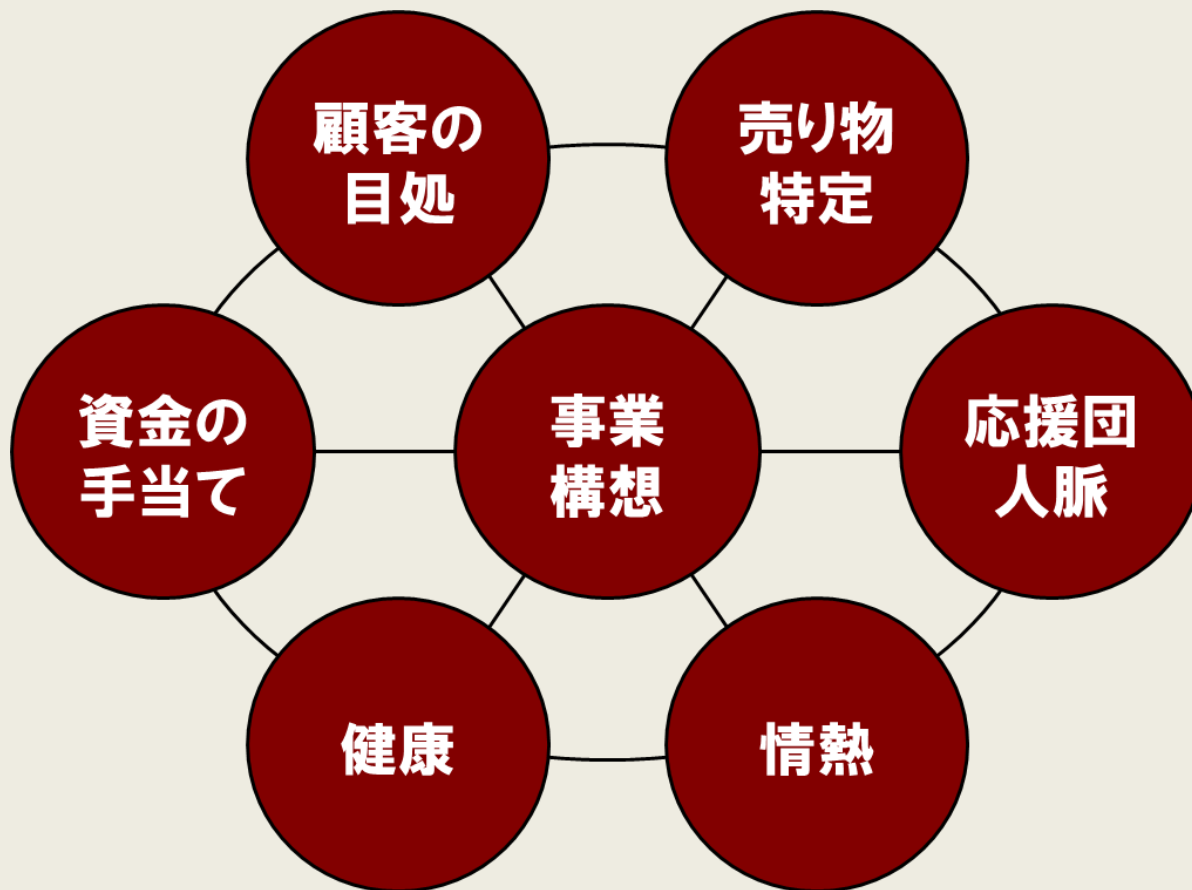 顧客の
目処
売り物
特定
資金の
手当て
事業
構想
応援団
人脈
健康
情熱